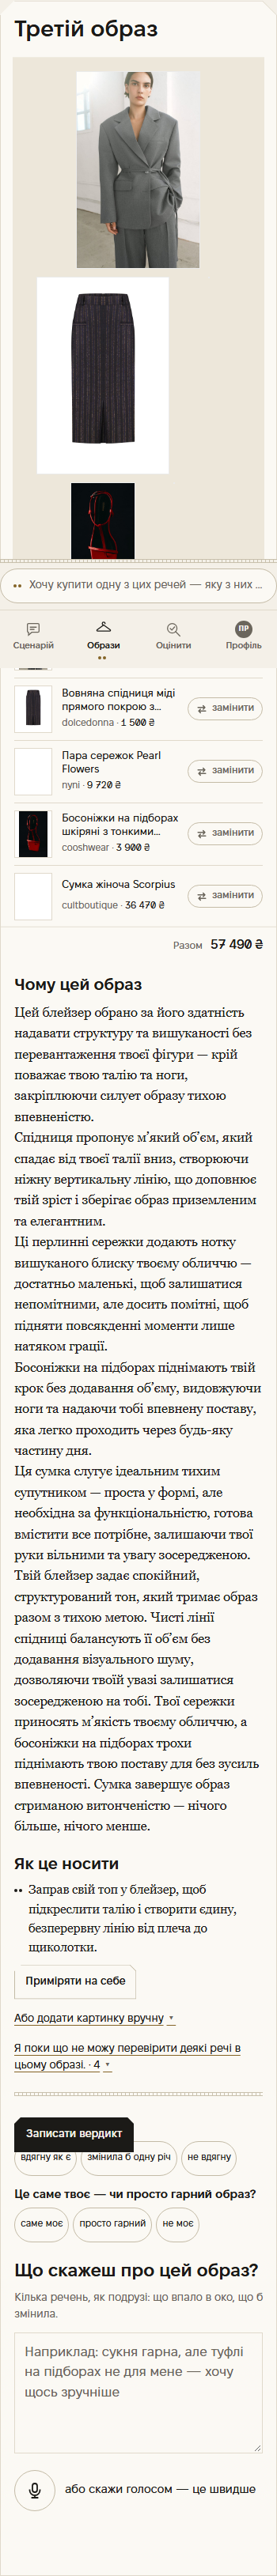 Третій образ
Хочу купити одну з цих речей — яку з них ...
Сценарій
Образи
Оцінити
ПР
Профіль
Вовняна спідниця міді
прямого покрою з...
dolcedonna · 1 500 ₴
замінити
Пара сережок Pearl
Flowers
nyni · 9 720 ₴
замінити
Босоніжки на підборах
шкіряні з тонкими...
cooshwear · 3 900 ₴
замінити
Сумка жіноча Scorpius
cultboutique · 36 470 ₴
замінити
Разом 57 490 ₴
Чому цей образ
Цей блейзер обрано за його здатність
надавати структуру та вишуканості без
перевантаження твоєї фігури — крій
поважає твою талію та ноги,
закріплюючи силует образу тихою
впевненістю.
Спідниця пропонує м’який об’єм, який
спадає від твоєї талії вниз, створюючи
ніжну вертикальну лінію, що доповнює
твій зріст і зберігає образ приземленим
та елегантним.
Ці перлинні сережки додають нотку
вишуканого блиску твоєму обличчю —
достатньо маленькі, щоб залишатися
непомітними, але досить помітні, щоб
підняти повсякденні моменти лише
натяком грації.
Босоніжки на підборах піднімають твій
крок без додавання об’єму, видовжуючи
ноги та надаючи тобі впевнену поставу,
яка легко проходить через будь-яку
частину дня.
Ця сумка слугує ідеальним тихим
супутником — проста у формі, але
необхідна за функціональністю, готова
вмістити все потрібне, залишаючи твої
руки вільними та увагу зосередженою.
Твій блейзер задає спокійний,
структурований тон, який тримає образ
разом з тихою метою. Чисті лінії
спідниці балансують її об’єм без
додавання візуального шуму,
дозволяючи твоїй увазі залишатися
зосередженою на тобі. Твої сережки
приносять м’якість твоєму обличчю, а
босоніжки на підборах трохи
піднімають твою поставу для без зусиль
впевненості. Сумка завершує образ
стриманою витонченістю — нічого
більше, нічого менше.
Як це носити
Заправ свій топ у блейзер, щоб
підкреслити талію і створити єдину,
безперервну лінію від плеча до
щиколотки.
Приміряти на себе
Або додати картинку вручну
Я поки що не можу перевірити деякі речі в
цьому образі. · 4
Записати вердикт
вдягну як є
змінила б одну річ
не вдягну
Це саме твоє — чи просто гарний образ?
саме моє
просто гарний
не моє
Що скажеш про цей образ?
Кілька речень, як подрузі: що впало в око, що б
змінила.
Наприклад: сукня гарна, але туфлі
на підборах не для мене — хочу
щось зручніше
або скажи голосом — це швидше